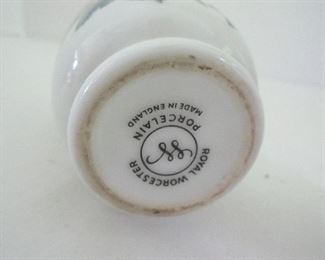 ROYAL WORCESTER
W
PORCELAIN
MADE IN ENGLAND